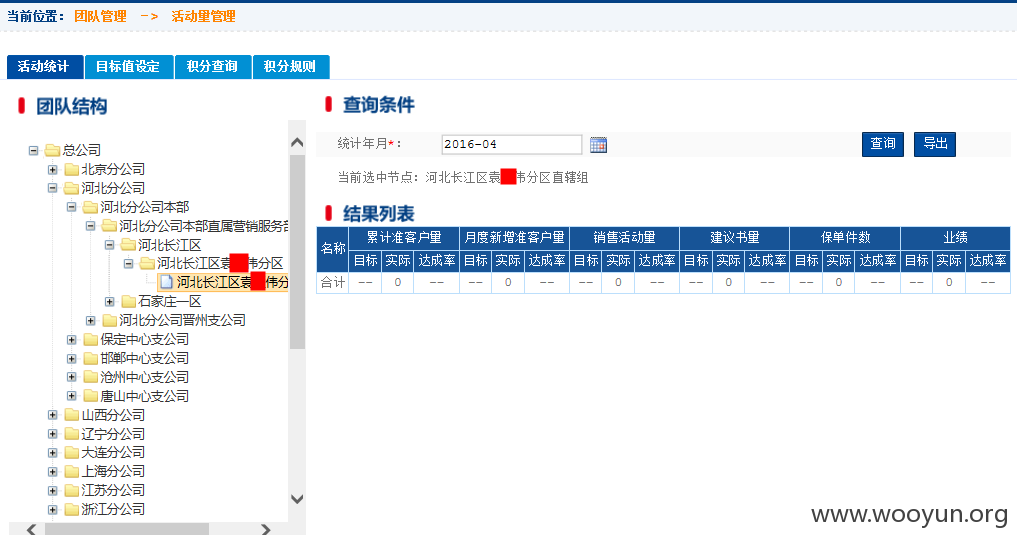 当前位置： 团队管理 -> 活动量管理
活动统计 目标值设定 积分查询 积分规则
团队结构
总公司
北京分公司
河北分公司
河北分公司本部
河北分公司本部直属营销服务部
河北长江区
河北长江区袁 伟分区
河北长江区袁 伟分
石家庄一区
河北分公司晋州支公司
保定中心支公司
邯郸中心支公司
沧州中心支公司
唐山中心支公司
山西分公司
辽宁分公司
大连分公司
上海分公司
江苏分公司
浙江分公司
查询条件
统计年月*： 2016-04 查询 导出
当前选中节点：河北长江区袁 伟分区直辖组
结果列表
名称 累计准客户量 月度新增准客户量 销售活动量 建议书量 保单件数 业绩
目标 实际 达成率 目标 实际 达成率 目标 实际 达成率 目标 实际 达成率 目标 实际 达成率 目标 实际 达成率
合计 -- 0 -- -- 0 -- -- 0 -- -- 0 -- -- 0 -- -- 0 --
www.wooyun.org